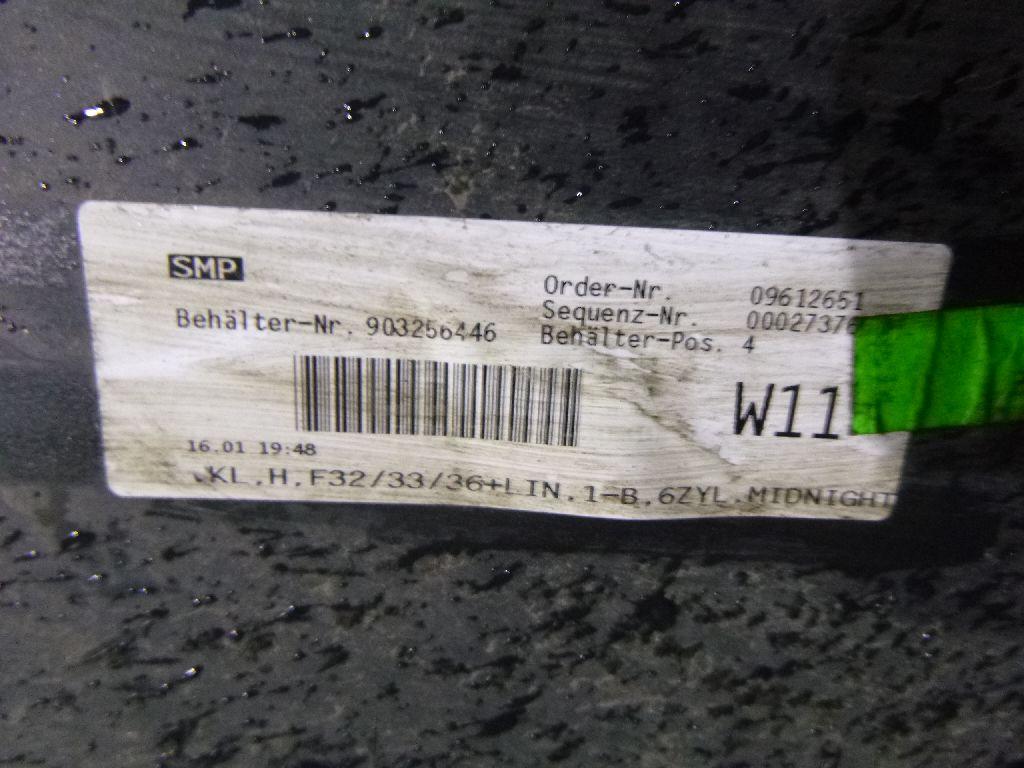 SMP
Order-Nr. 09612651
Sequenz-Nr. 00027376
Behälter-Nr. 903256446
Behälter-Pos. 4
W11
16.01 19:48
KL.H.F32/33/36+LIN.1-B.6ZYL.MIDNIGHT